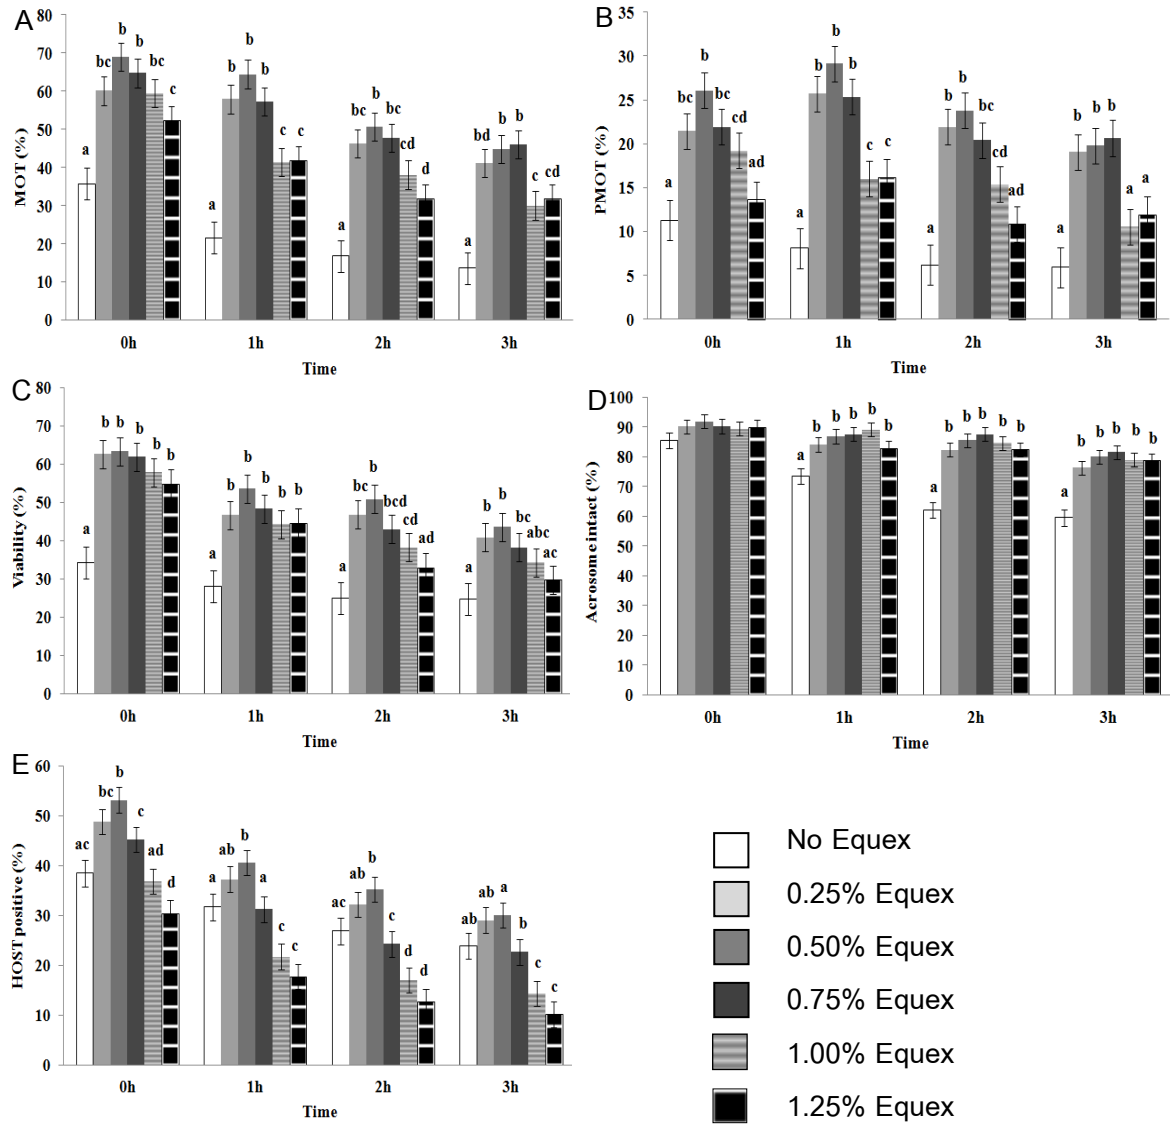 A
MOT (%)
80
70
60
50
40
30
20
10
0
a bc b b bc c
a b b b c c
a bc b bc cd d
a bd b b c cd
0h 1h 2h 3h
Time
B
PMOT (%)
35
30
25
20
15
10
5
0
a bc b bc cd ad
a b b b c c
a b b bc cd ad
a b b b a a
0h 1h 2h 3h
Time
C
Viability (%)
80
70
60
50
40
30
20
10
0
a b b b b b
a b b b b b
a bc b bcd cd ad
a b b bc abc ac
0h 1h 2h 3h
Time
D
Acrosome intact (%)
100
90
80
70
60
50
40
30
20
10
0
a b b b b b
a b b b b b
a b b b b b
0h 1h 2h 3h
Time
E
HOST positive (%)
60
50
40
30
20
10
0
ac bc b c ad d
a ab b a c c
ac ab b c d d
ab ab a b c c
0h 1h 2h 3h
Time
No Equex
0.25% Equex
0.50% Equex
0.75% Equex
1.00% Equex
1.25% Equex